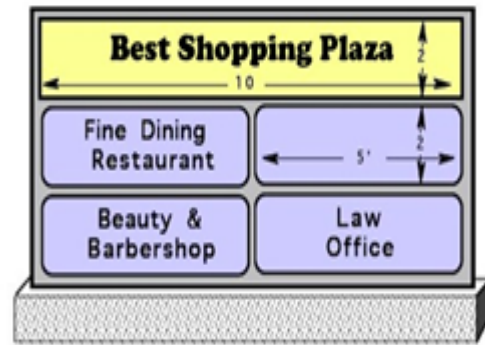 Best Shopping Plaza
2
10
Fine Dining
Restaurant
2
5'
Beauty &
Barbershop
Law
Office